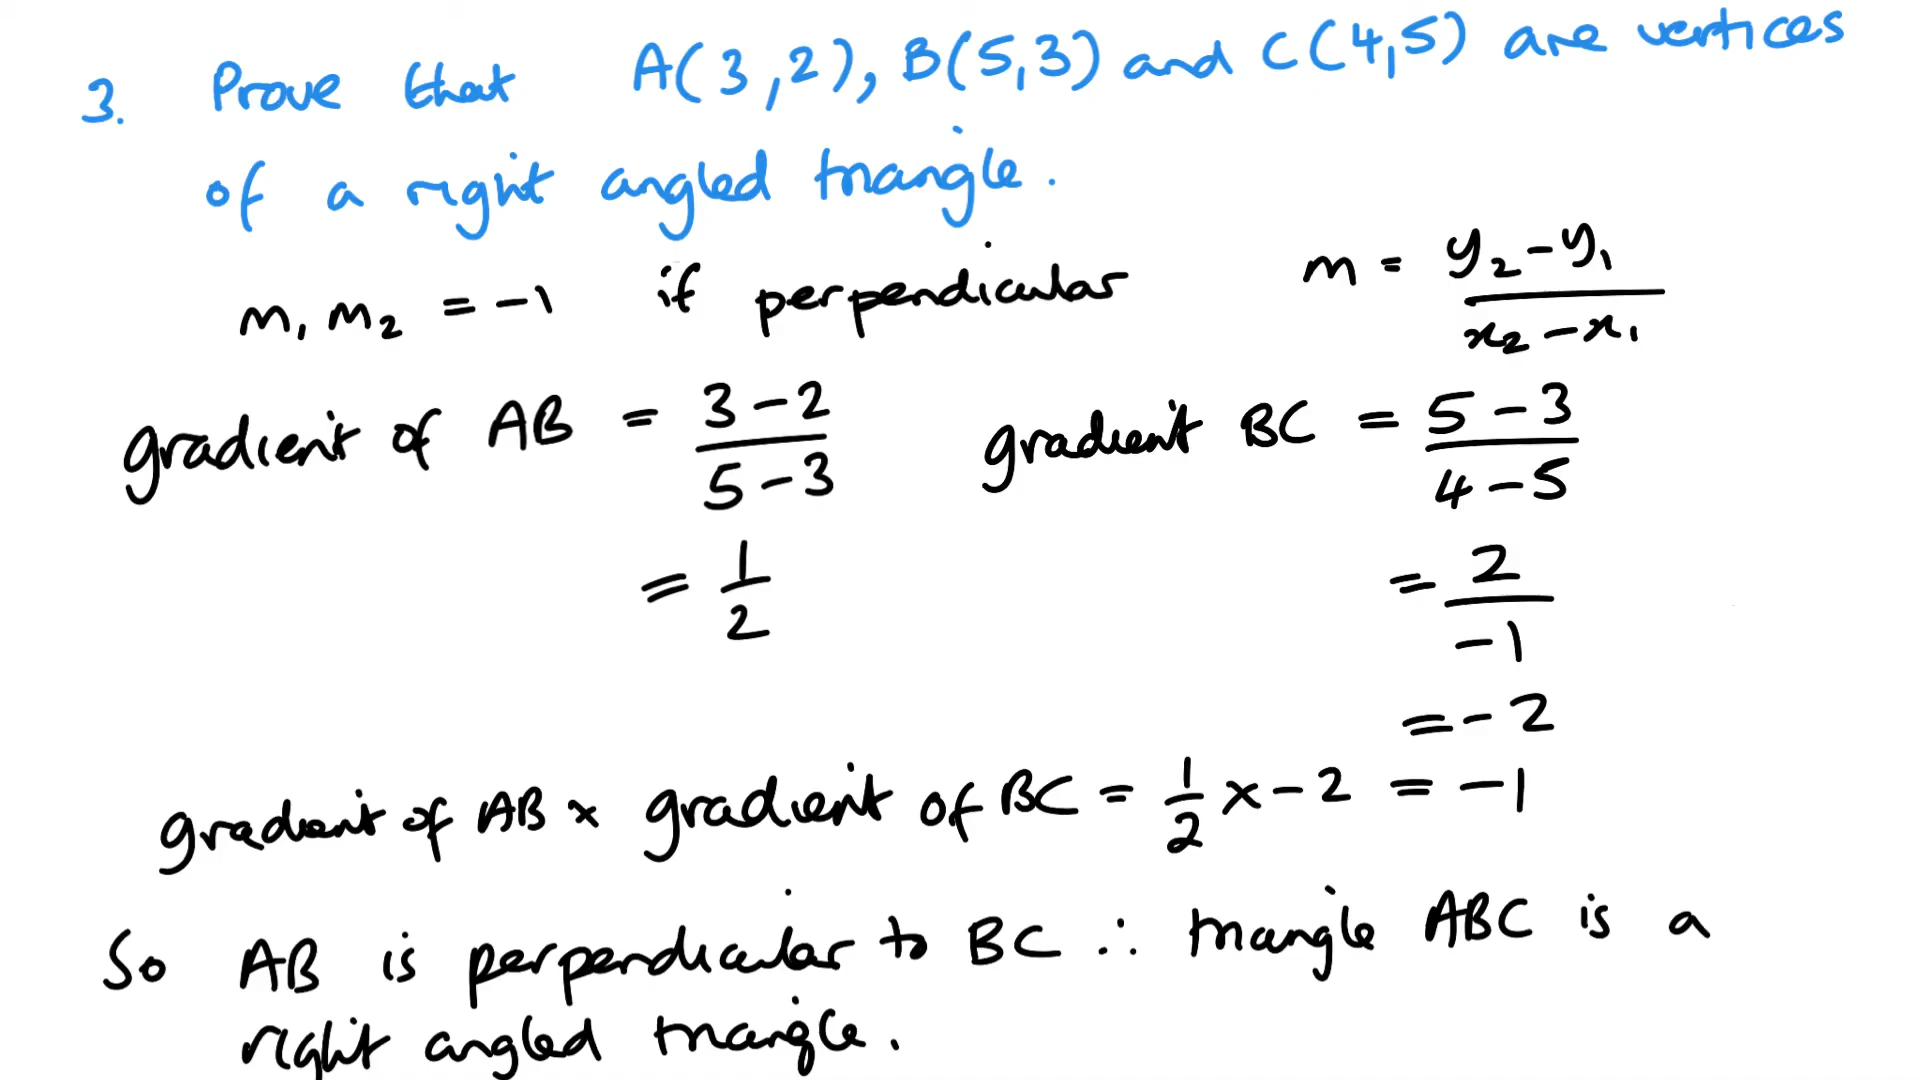 3. Prove that A(3,2), B(5,3) and C(4,5) are vertices
of a right angled triangle.
m₁ m₂ = -1 if perpendicular m = y₂-y₁ / x₂-x₁
gradient of AB = 3-2 / 5-3 gradient BC = 5-3 / 4-5
= 1/2 = 2/-1
= -2
gradient of AB × gradient of BC = 1/2 × -2 = -1
So AB is perpendicular to BC ∴ triangle ABC is a
right angled triangle.